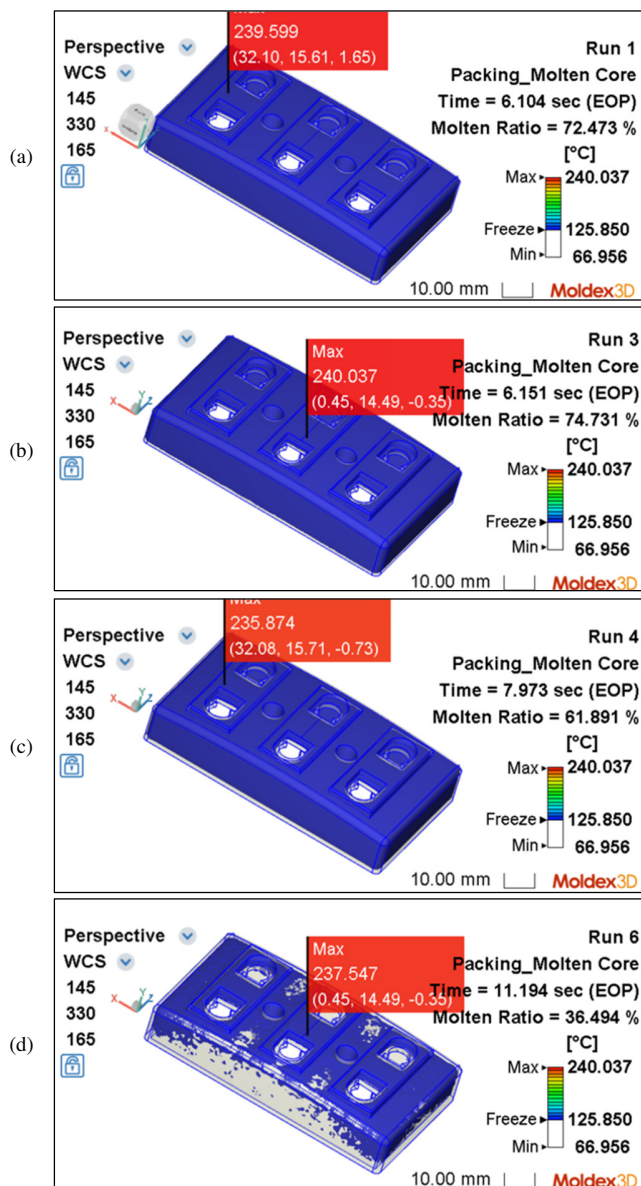 (a)
Max
239.599
(32.10, 15.61, 1.65)
Perspective
WCS
145
330
165
Run 1
Packing_Molten Core
Time = 6.104 sec (EOP)
Molten Ratio = 72.473 %
[°C]
Max 240.037
Freeze 125.850
Min 66.956
10.00 mm Moldex3D
(b)
Perspective
WCS
145
330
165
X Y Z
Max
240.037
(0.45, 14.49, -0.35)
Run 3
Packing_Molten Core
Time = 6.151 sec (EOP)
Molten Ratio = 74.731 %
[°C]
Max 240.037
Freeze 125.850
Min 66.956
10.00 mm Moldex3D
(c)
Max
235.874
(32.08, 15.71, -0.73)
Perspective
WCS
145
330
165
X Y Z
Run 4
Packing_Molten Core
Time = 7.973 sec (EOP)
Molten Ratio = 61.891 %
[°C]
Max 240.037
Freeze 125.850
Min 66.956
10.00 mm Moldex3D
(d)
Perspective
WCS
145
330
165
X Y Z
Max
237.547
(0.45, 14.49, -0.35)
Run 6
Packing_Molten Core
Time = 11.194 sec (EOP)
Molten Ratio = 36.494 %
[°C]
Max 240.037
Freeze 125.850
Min 66.956
10.00 mm Moldex3D